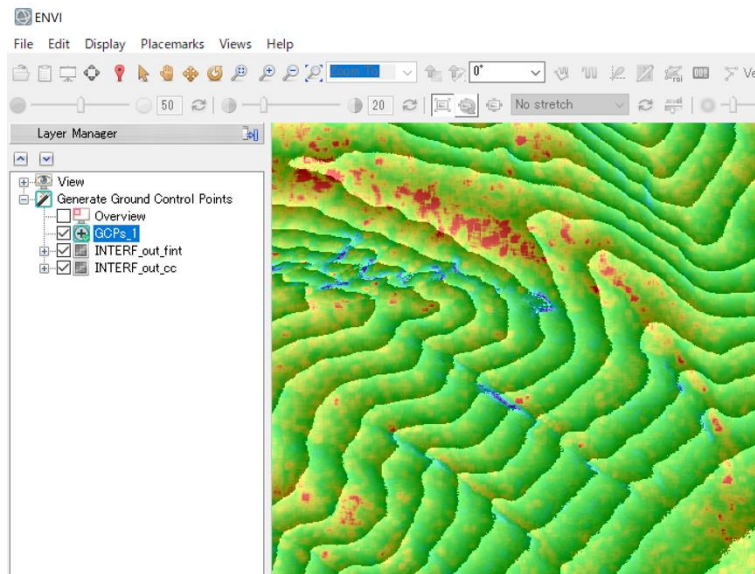 ENVI
File Edit Display Placemarks Views Help
0°
50
20
No stretch
Layer Manager
View
Generate Ground Control Points
Overview
GCPs_1
INTERF_out_fint
INTERF_out_cc